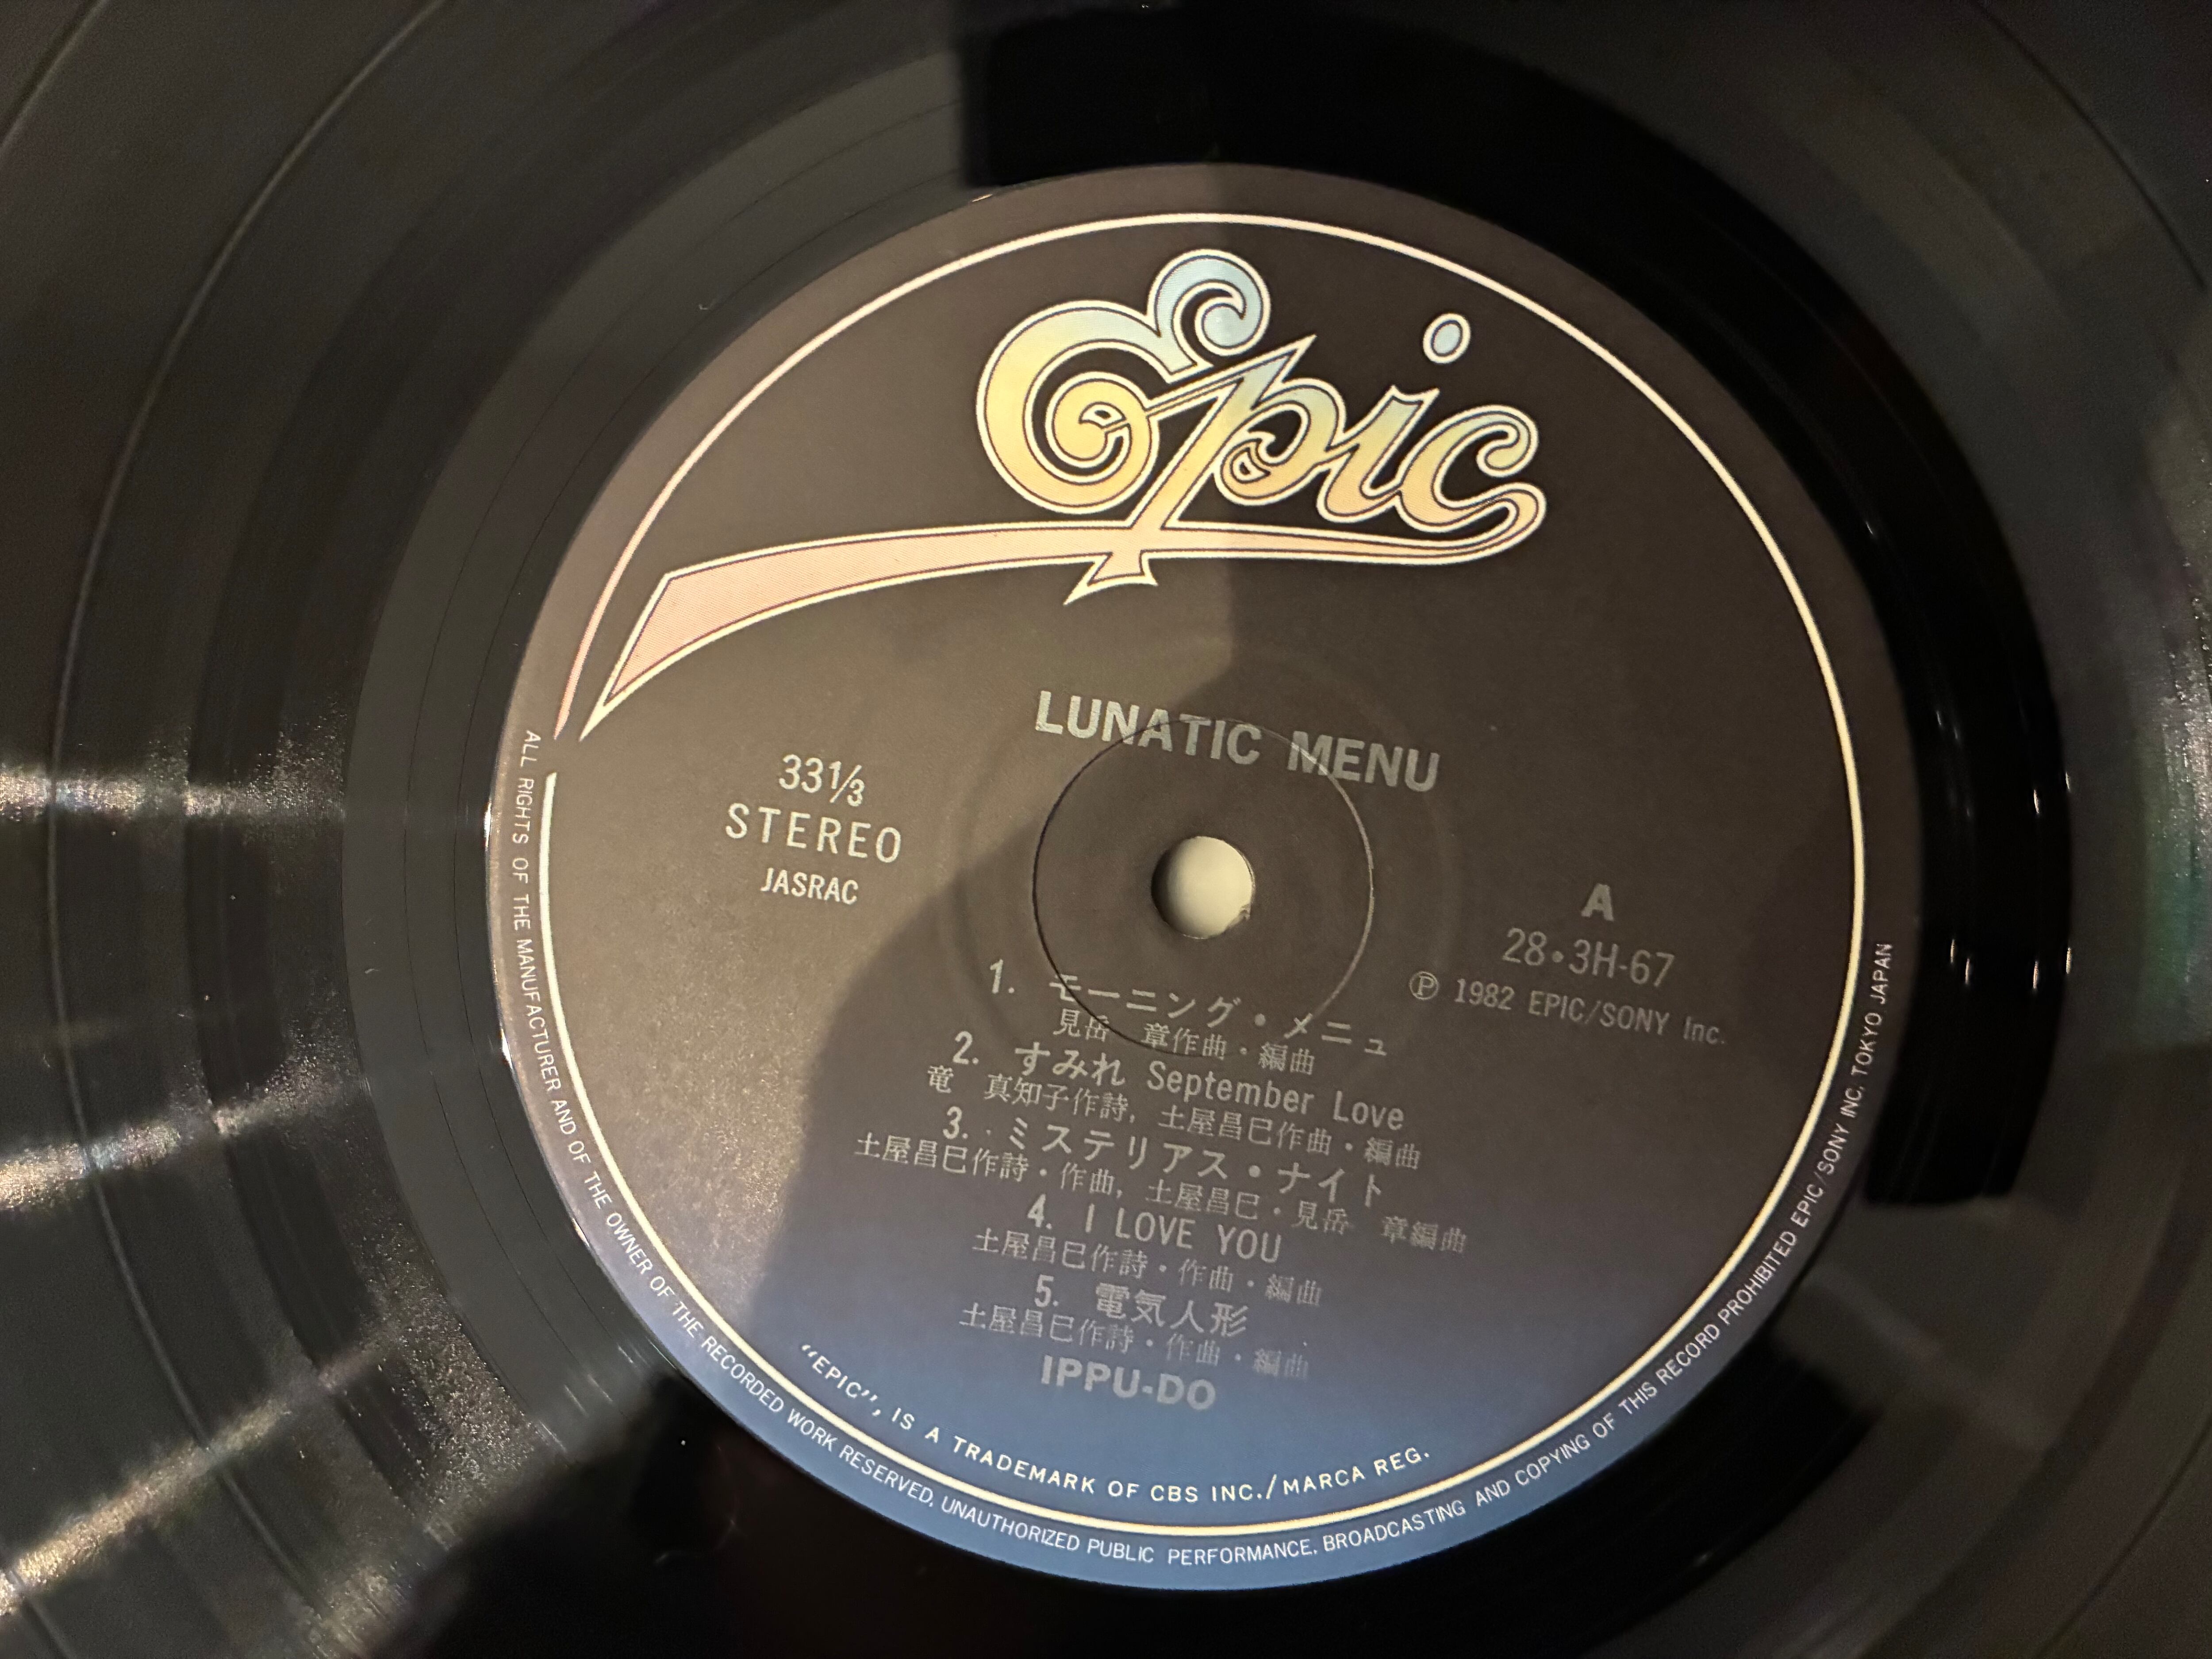 Epic
LUNATIC MENU
33⅓
STEREO
JASRAC
A
28・3H-67
Ⓟ 1982 EPIC/SONY Inc.
1. モーニング・メニュ
見岳 章作曲・編曲
2. すみれ September Love
竜 真知子作詩, 土屋昌巳作曲・編曲
3. ミステリアス・ナイト
土屋昌巳作詩・作曲, 土屋昌巳・見岳 章編曲
4. I LOVE YOU
土屋昌巳作詩・作曲・編曲
5. 電気人形
土屋昌巳作詩・作曲・編曲
IPPU-DO
"EPIC", IS A TRADEMARK OF CBS INC./MARCA REG.
ALL RIGHTS OF THE MANUFACTURER AND OF THE OWNER OF THE RECORDED WORK RESERVED. UNAUTHORIZED PUBLIC PERFORMANCE. BROADCASTING AND COPYING OF THIS RECORD PROHIBITED EPIC/SONY INC. TOKYO JAPAN